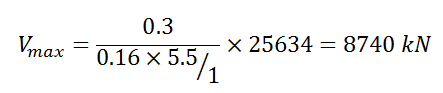 V_max = 0.3 / (0.16 × 5.5/1) × 25634 = 8740 kN